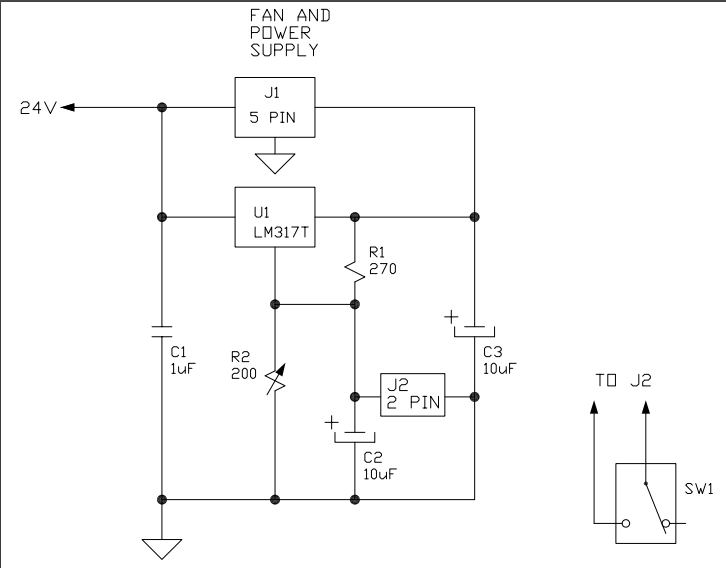 FAN AND
POWER
SUPPLY
24V
J1
5 PIN
U1
LM317T
R1
270
+
C3
10uF
C1
1uF
R2
200
J2
2 PIN
+
C2
10uF
TO J2
SW1